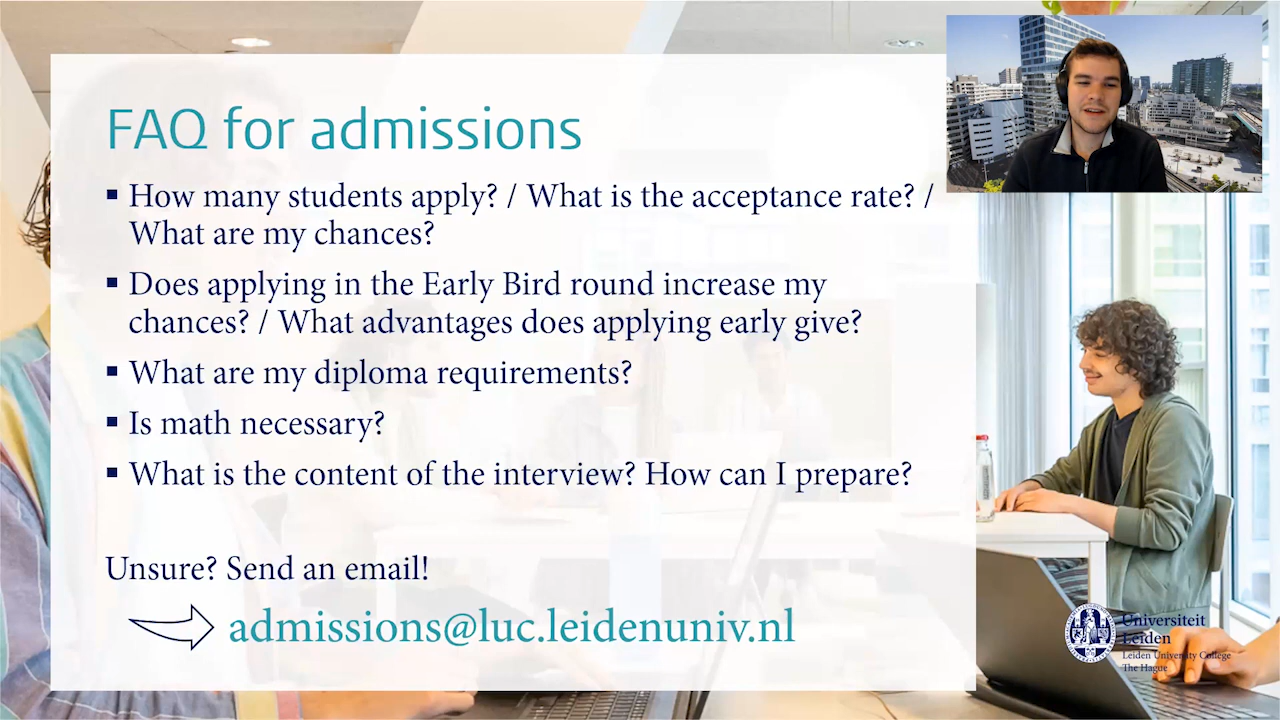 FAQ for admissions
▪ How many students apply? / What is the acceptance rate? /
What are my chances?
▪ Does applying in the Early Bird round increase my
chances? / What advantages does applying early give?
▪ What are my diploma requirements?
▪ Is math necessary?
▪ What is the content of the interview? How can I prepare?
Unsure? Send an email!
admissions@luc.leidenuniv.nl
Universiteit
Leiden
Leiden University College
The Hague